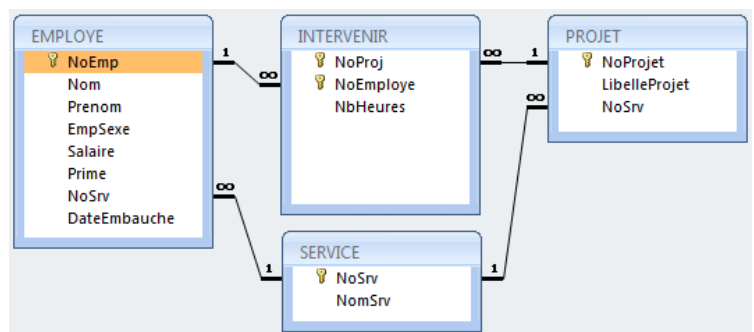 EMPLOYE
NoEmp
Nom
Prenom
EmpSexe
Salaire
Prime
NoSrv
DateEmbauche
1
∞
INTERVENIR
NoProj
NoEmploye
NbHeures
∞
1
PROJET
NoProjet
LibelleProjet
NoSrv
∞
∞
1
SERVICE
NoSrv
NomSrv
1